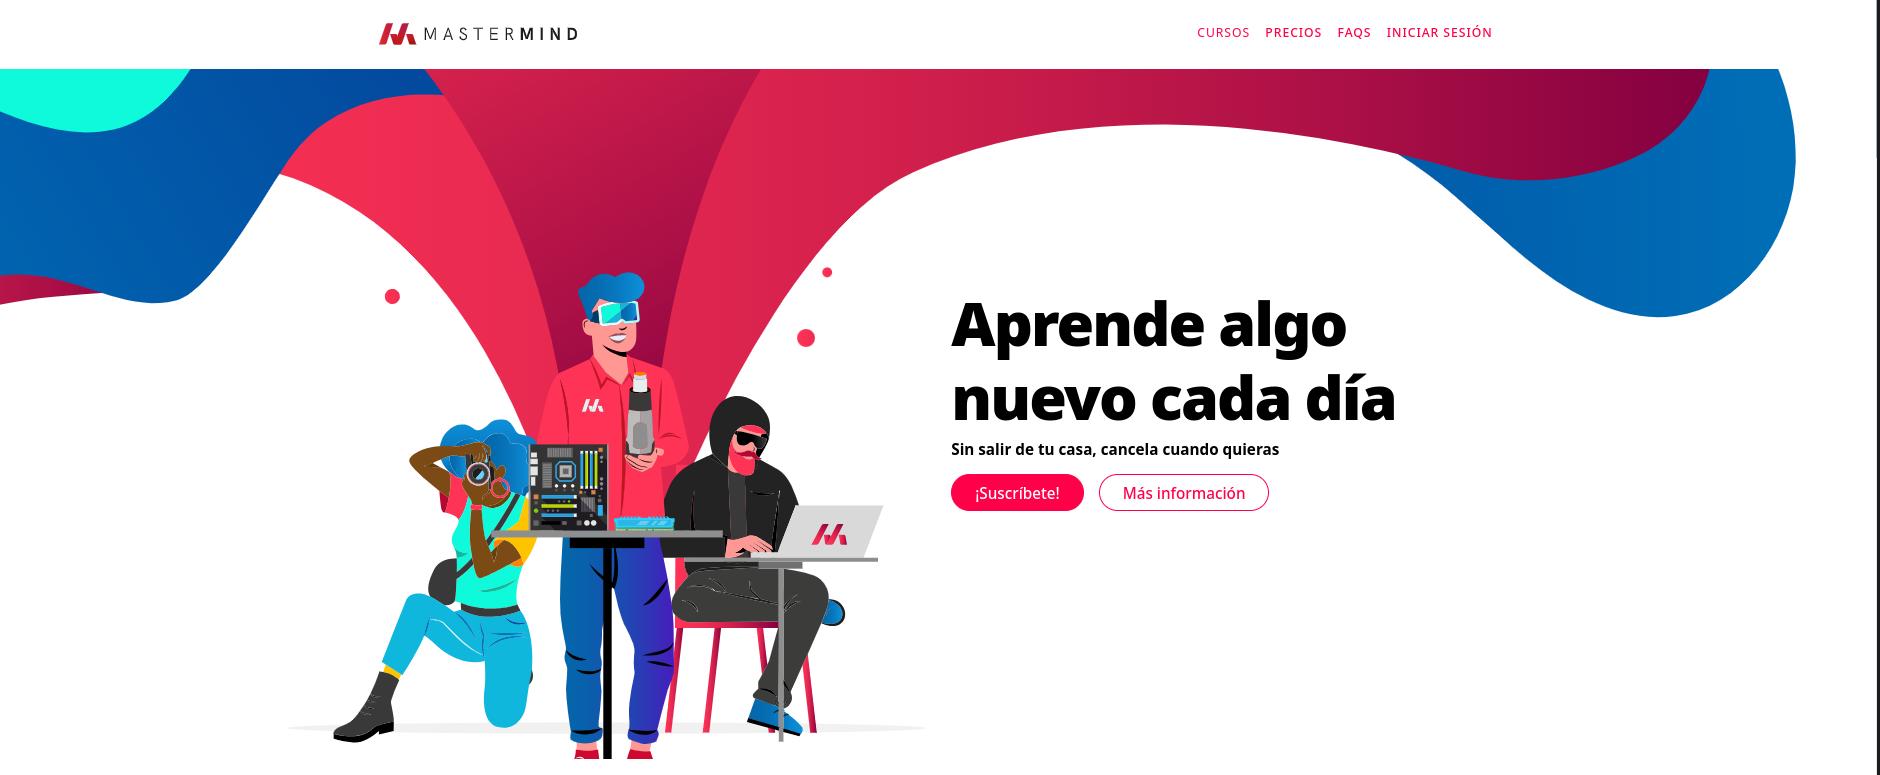 MASTERMIND
CURSOS PRECIOS FAQS INICIAR SESIÓN
Aprende algo
nuevo cada día
Sin salir de tu casa, cancela cuando quieras
¡Suscríbete! Más información